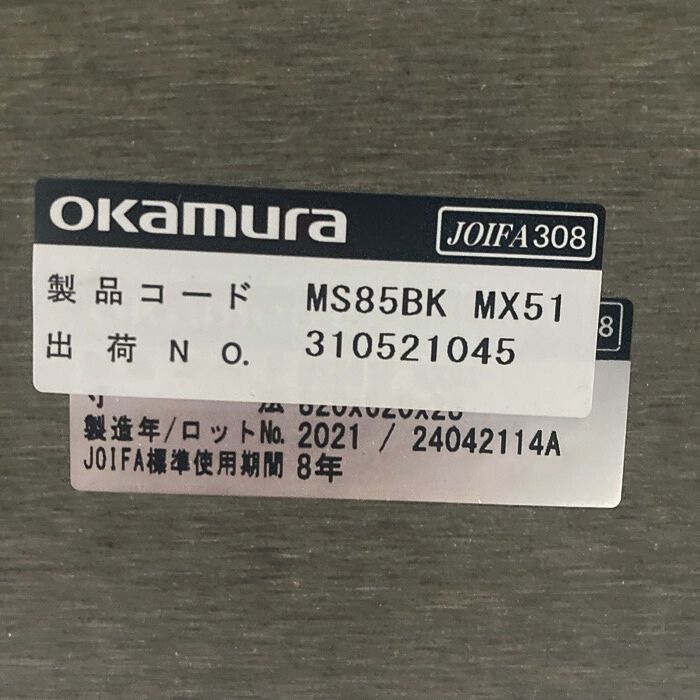 okamura JOIFA308
製品コード MS85BK MX51
出荷NO. 310521045
8
製造年/ロットNo. 2021 / 24042114A
JOIFA標準使用期間 8年